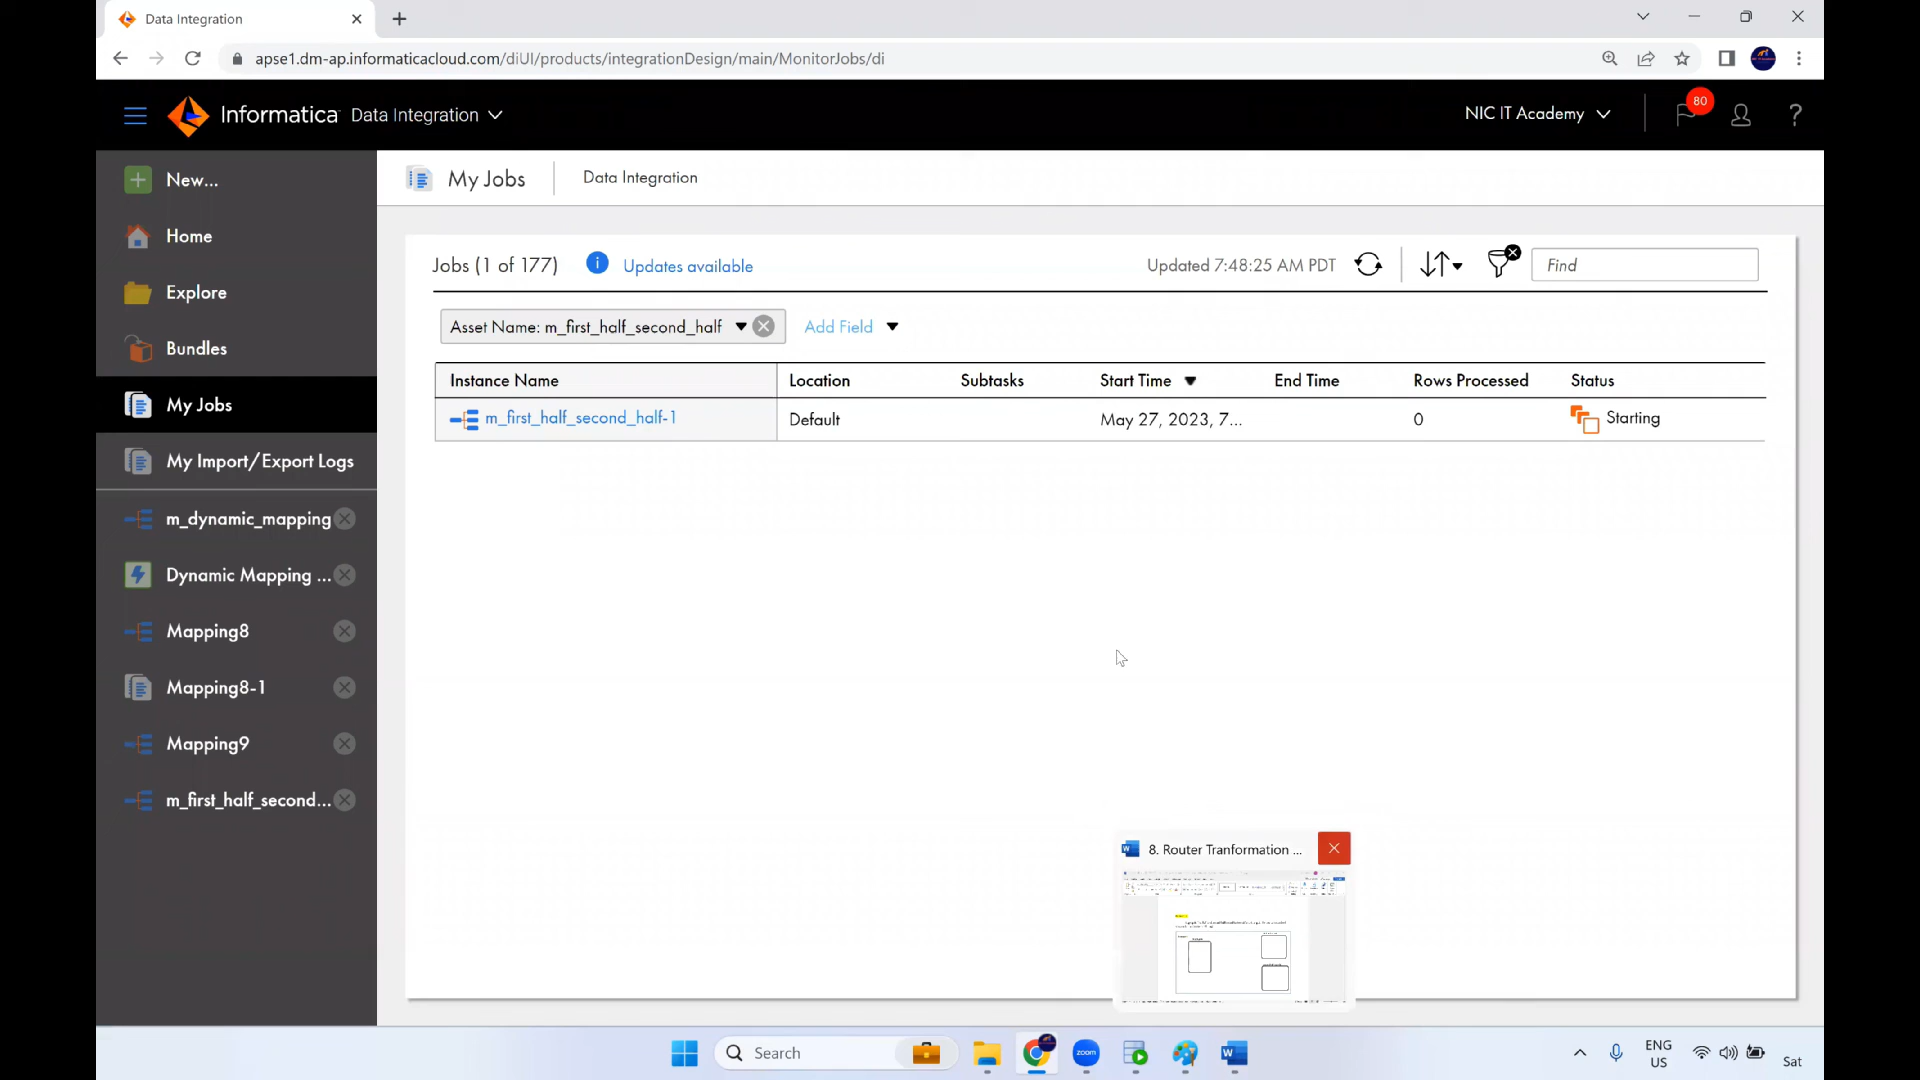 Data Integration
apse1.dm-ap.informaticacloud.com/diUI/products/integrationDesign/main/MonitorJobs/di
Informatica Data Integration
NIC IT Academy
80
?
New...
Home
Explore
Bundles
My Jobs
My Import/Export Logs
m_dynamic_mapping
Dynamic Mapping ...
Mapping8
Mapping8-1
Mapping9
m_first_half_second...
My Jobs
Data Integration
Jobs (1 of 177)
Updates available
Updated 7:48:25 AM PDT
Find
Asset Name: m_first_half_second_half
Add Field
Instance Name Location Subtasks Start Time End Time Rows Processed Status
m_first_half_second_half-1 Default May 27, 2023, 7... 0 Starting
8. Router Tranformation ...
Search
zoom
ENG
US
Sat